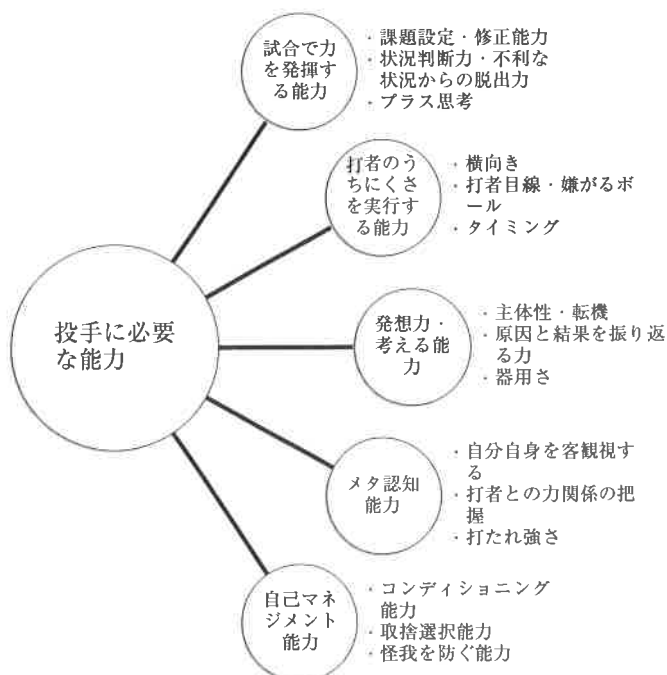 試合で力
を発揮す
る能力
・課題設定・修正能力
・状況判断力・不利な
状況からの脱出力
・プラス思考
打者のう
ちにくさ
を実行す
る能力
・横向き
・打者目線・嫌がるボ
ール
・タイミング
投手に必要
な能力
発想力・
考える能
力
・主体性・転機
・原因と結果を振り返
る力
・器用さ
メタ認知
能力
・自分自身を客観視す
る
・打者との力関係の把
握
・打たれ強さ
自己マネ
ジメント
能力
・コンディショニング
能力
・取捨選択能力
・怪我を防ぐ能力